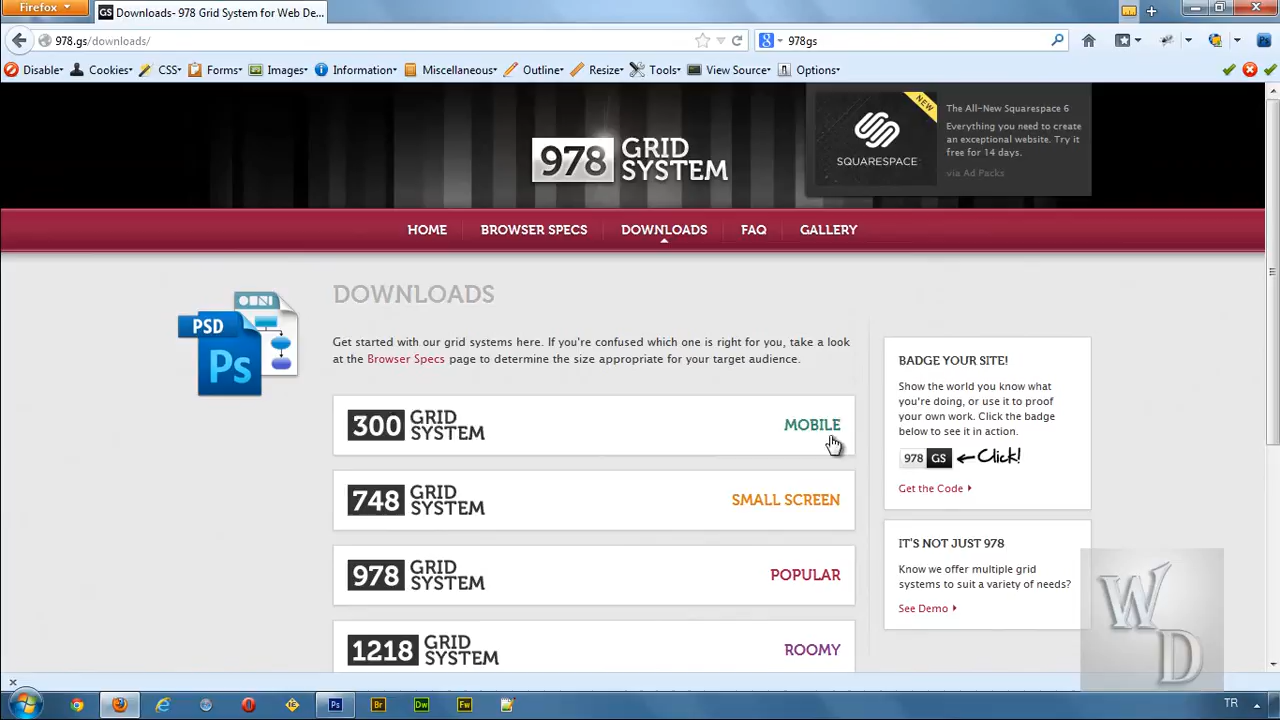 Firefox
GS Downloads- 978 Grid System for Web De...
978.gs/downloads/
978gs
Disable Cookies CSS Forms Images Information Miscellaneous Outline Resize Tools View Source Options
978 GRID SYSTEM
NEW
SQUARESPACE
The All-New Squarespace 6
Everything you need to create
an exceptional website. Try it
free for 14 days.
via Ad Packs
HOME BROWSER SPECS DOWNLOADS FAQ GALLERY
PSD
Ps
DOWNLOADS
Get started with our grid systems here. If you're confused which one is right for you, take a look
at the Browser Specs page to determine the size appropriate for your target audience.
300 GRID SYSTEM MOBILE
748 GRID SYSTEM SMALL SCREEN
978 GRID SYSTEM POPULAR
1218 GRID SYSTEM ROOMY
BADGE YOUR SITE!
Show the world you know what
you're doing, or use it to proof
your own work. Click the badge
below to see it in action.
978 GS Click!
Get the Code
IT'S NOT JUST 978
Know we offer multiple grid
systems to suit a variety of needs?
See Demo
W D
Ps Br Dw Fw
TR